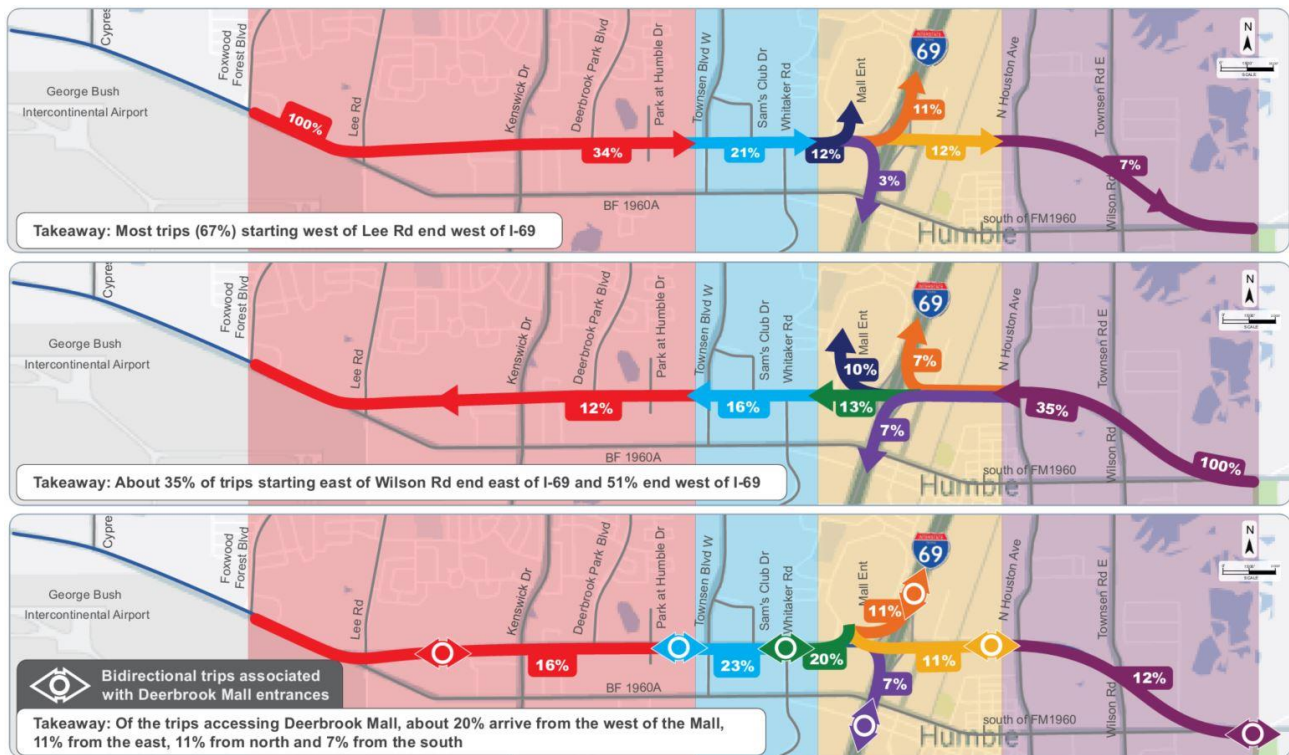 Cypres
Foxwood
Forest Blvd
George Bush
Intercontinental Airport
Lee Rd
Kenswick Dr
Deerbrook Park Blvd
Park at Humble Dr
Townsen Blvd W
Sam's Club Dr
Whitaker Rd
Mall Ent
INTERSTATE
69
N Houston Ave
Townsen Rd E
Wilson Rd
N
SCALE
100%
34%
21%
12%
11%
12%
3%
7%
BF 1960A
south of FM1960
Humble
Takeaway: Most trips (67%) starting west of Lee Rd end west of I-69
Cypres
Foxwood
Forest Blvd
George Bush
Intercontinental Airport
Lee Rd
Kenswick Dr
Deerbrook Park Blvd
Park at Humble Dr
Townsen Blvd W
Sam's Club Dr
Whitaker Rd
Mall Ent
INTERSTATE
69
N Houston Ave
Townsen Rd E
Wilson Rd
N
SCALE
12%
16%
13%
10%
7%
7%
35%
100%
BF 1960A
south of FM1960
Humble
Takeaway: About 35% of trips starting east of Wilson Rd end east of I-69 and 51% end west of I-69
Cypres
Foxwood
Forest Blvd
George Bush
Intercontinental Airport
Lee Rd
Kenswick Dr
Deerbrook Park Blvd
Park at Humble Dr
Townsen Blvd W
Sam's Club Dr
Whitaker Rd
Mall Ent
INTERSTATE
69
N Houston Ave
Townsen Rd E
Wilson Rd
N
SCALE
16%
23%
20%
11%
11%
7%
12%
BF 1960A
south of FM1960
Humble
Bidirectional trips associated
with Deerbrook Mall entrances
Takeaway: Of the trips accessing Deerbrook Mall, about 20% arrive from the west of the Mall,
11% from the east, 11% from north and 7% from the south